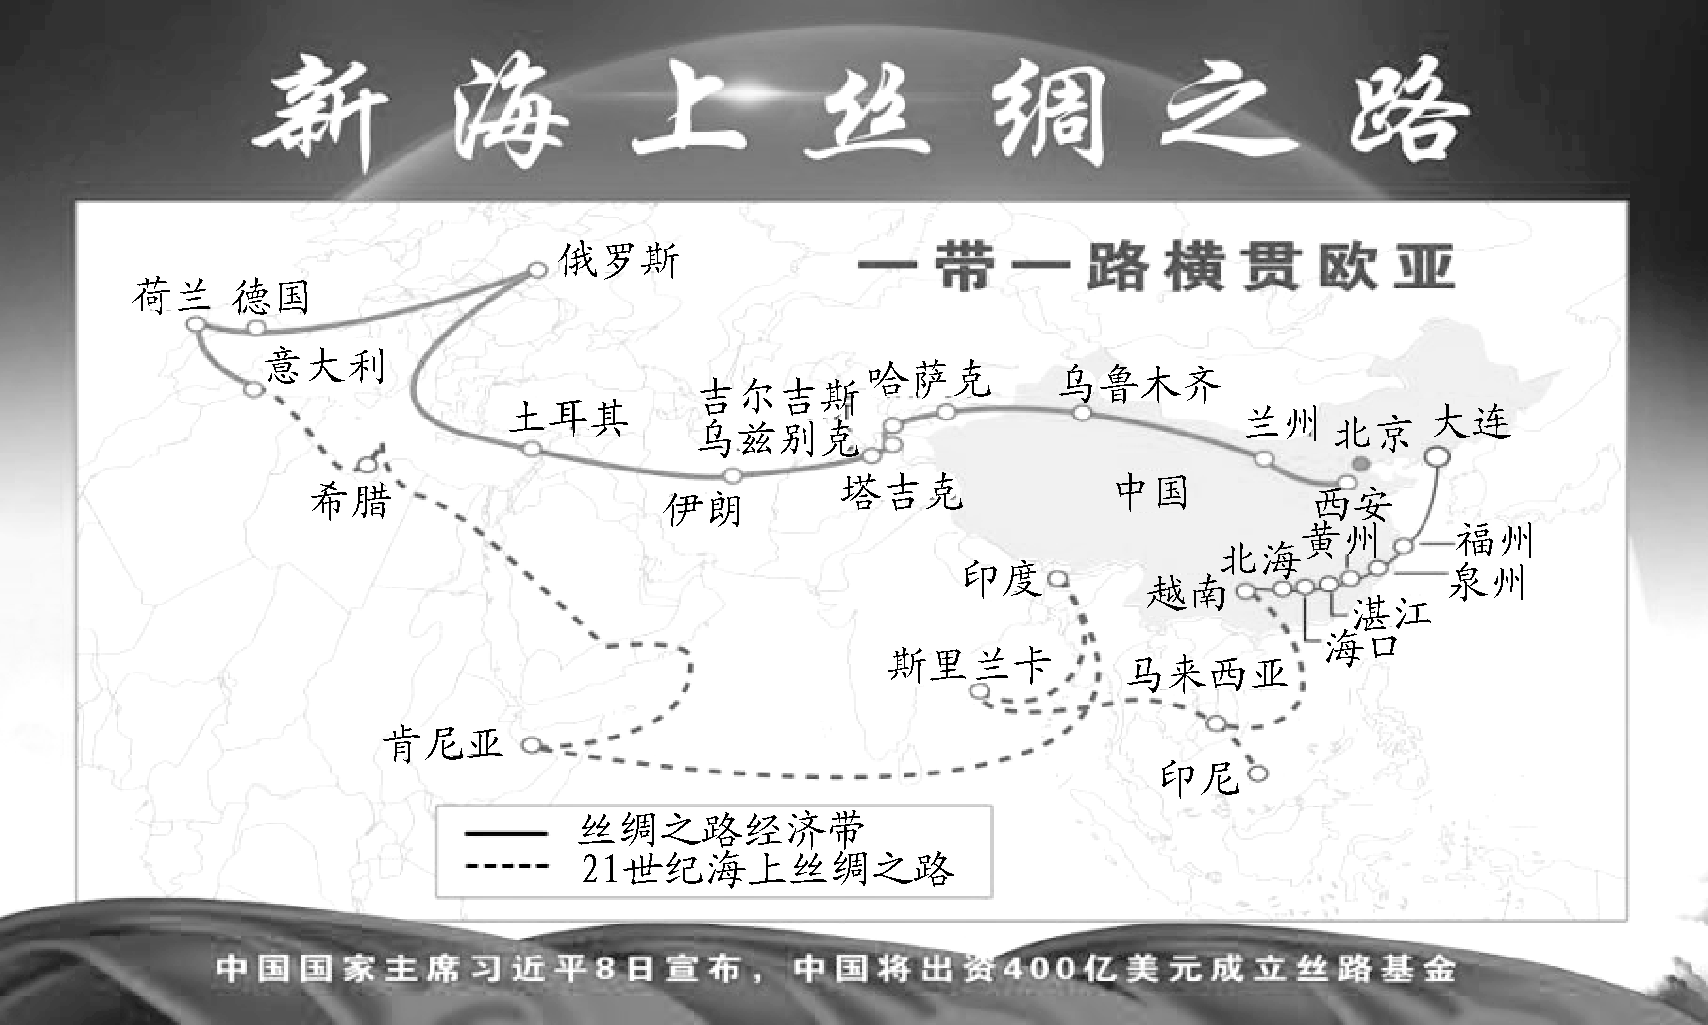 新海上丝绸之路
一带一路横贯欧亚
俄罗斯
荷兰 德国
意大利
吉尔吉斯
哈萨克
乌鲁木齐
土耳其
乌兹别克
兰州
北京
大连
希腊
伊朗
塔吉克
中国
西安
黄州
福州
北海
印度
越南
泉州
湛江
海口
斯里兰卡
马来西亚
肯尼亚
印尼
丝绸之路经济带
21世纪海上丝绸之路
中国国家主席习近平8日宣布，中国将出资400亿美元成立丝路基金